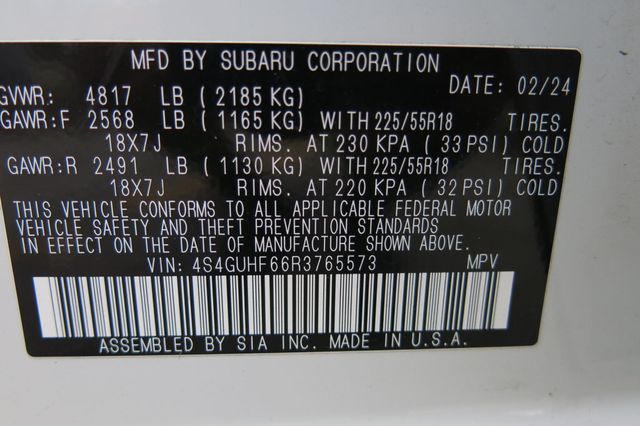 MFD BY SUBARU CORPORATION
DATE: 02/24
GVWR: 4817 LB ( 2185 KG)
GAWR:F 2568 LB ( 1165 KG) WITH 225/55R18 TIRES.
18X7J RIMS. AT 230 KPA ( 33 PSI) COLD
GAWR:R 2491 LB ( 1130 KG) WITH 225/55R18 TIRES.
18X7J RIMS. AT 220 KPA ( 32 PSI) COLD
THIS VEHICLE CONFORMS TO ALL APPLICABLE FEDERAL MOTOR
VEHICLE SAFETY AND THEFT PREVENTION STANDARDS
IN EFFECT ON THE DATE OF MANUFACTURE SHOWN ABOVE.
VIN: 4S4GUHF66R3765573 MPV
ASSEMBLED BY SIA INC. MADE IN U.S.A.